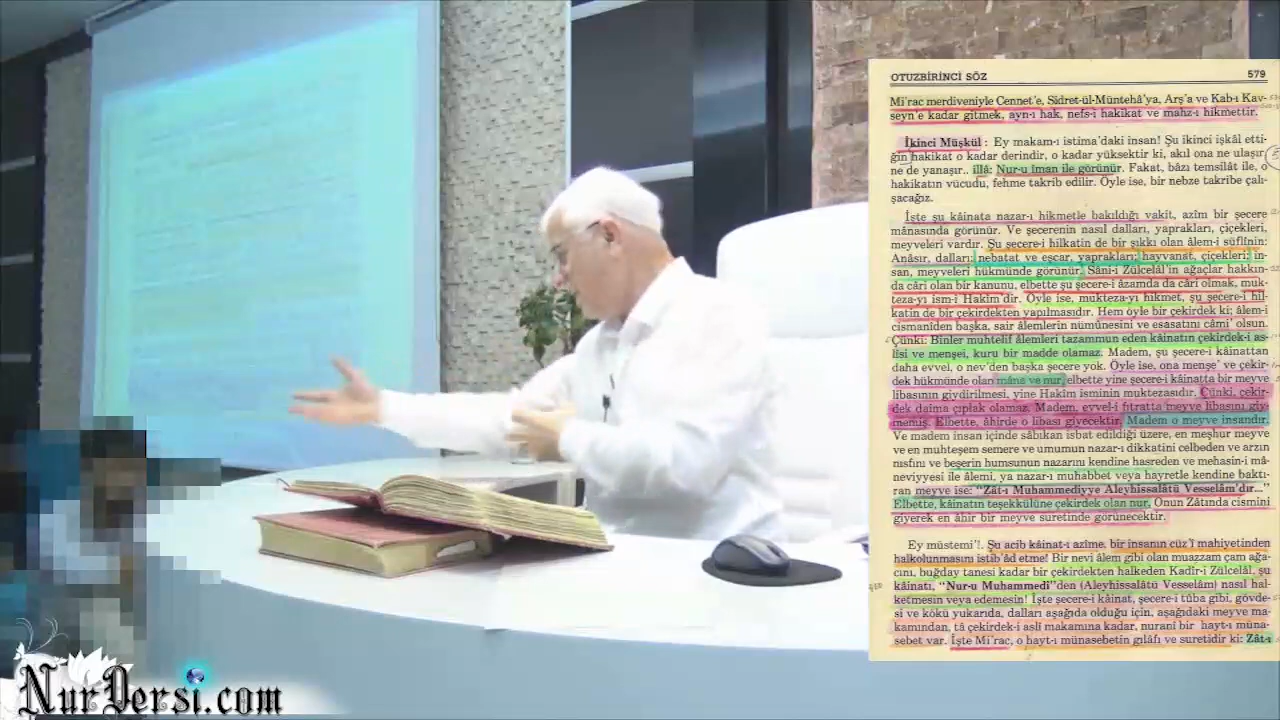 OTUZBİRİNCİ SÖZ 579
Mi'rac merdiveniyle Cennet'e, Sidret-ül-Müntehâ'ya, Arş'a ve Kab-ı Kav-
seyn'e kadar gitmek, ayn-ı hak, nefs-i hakikat ve mahz-ı hikmettir.
İkinci Müşkül : Ey makam-ı istima'daki insan! Şu ikinci işkâl etti-
ğin hakikat o kadar derindir, o kadar yüksektir ki, akıl ona ne ulaşır
ne de yanaşır.. illâ: Nur-u iman ile görünür. Fakat, bâzı temsilât ile, o
hakikatın vücudu, fehme takrib edilir. Öyle ise, bir nebze takribe çalı-
şacağız.
İşte şu kâinata nazar-ı hikmetle bakıldığı vakit, azîm bir şecere
mânasında görünür. Ve şecerenin nasıl dalları, yaprakları, çiçekleri,
meyveleri vardır. Şu şecere-i hilkatin de bir şıkkı olan âlem-i süflînin:
Anâsır, dalları; nebatat ve eşcar, yaprakları; hayvanat, çiçekleri; in-
san, meyveleri hükmünde görünür. Sâni-i Zülcelâl'in ağaçlar hakkın-
da câri olan bir kanunu, elbette şu şecere-i âzamda da câri olmak, muk-
teza-yı ism-i Hakîm'dir. Öyle ise, mukteza-yı hikmet, şu şecere-i hil-
katin de bir çekirdekten yapılmasıdır. Hem öyle bir çekirdek ki; âlem-i
cismanîden başka, sair âlemlerin nümûnesini ve esasatını câmi' olsun.
Çünki: Binler muhtelif âlemleri tazammun eden kâinatın çekirdek-i as-
lîsi ve menşei, kuru bir madde olamaz. Madem, şu şecere-i kâinattan
daha evvel, o nev'den başka şecere yok. Öyle ise, ona menşe' ve çekir-
dek hükmünde olan mâna ve nur, elbette yine şecere-i kâinatta bir meyve
libasının giydirilmesi, yine Hakîm isminin muktezasıdır. Çünki, çekir-
dek daima çıplak olamaz. Madem, evvel-i fıtratta meyve libasını giy-
memiş. Elbette, âhirde o libası giyecektir. Madem o meyve insandır.
Ve madem insan içinde sâbıkan isbat edildiği üzere, en meşhur meyve
ve en muhteşem semere ve umumun nazar-ı dikkatini celbeden ve arzın
nısfını ve beşerin humsunun nazarını kendine hasreden ve mehasin-i mâ-
neviyyesi ile âlemi, ya nazar-ı muhabbet veya hayretle kendine baktı-
ran meyve ise: "Zât-ı Muhammediyye Aleyhissalâtü Vesselâm'dır..."
Elbette, kâinatın teşekkülüne çekirdek olan nur, Onun Zâtında cismini
giyerek en âhir bir meyve suretinde görünecektir.
Ey müstemi'!. Şu acib kâinat-ı azîme, bir insanın cüz'î mahiyetinden
halkolunmasını istib'âd etme! Bir nevi âlem gibi olan muazzam çam ağa-
cını, buğday tanesi kadar bir çekirdekten halkeden Kadîr-i Zülcelâl, şu
kâinatı, "Nur-u Muhammedî"den (Aleyhissalâtü Vesselâm) nasıl hal-
ketmesin veya edemesin! İşte şecere-i kâinat, şecere-i tûba gibi, gövde-
si ve kökü yukarıda, dalları aşağıda olduğu için, aşağıdaki meyve ma-
kamından, tâ çekirdek-i aslî makamına kadar, nuranî bir hayt-ı müna-
sebet var. İşte Mi'rac, o hayt-ı münasebetin gılâfı ve suretidir ki: Zât-ı
NurDersi.com